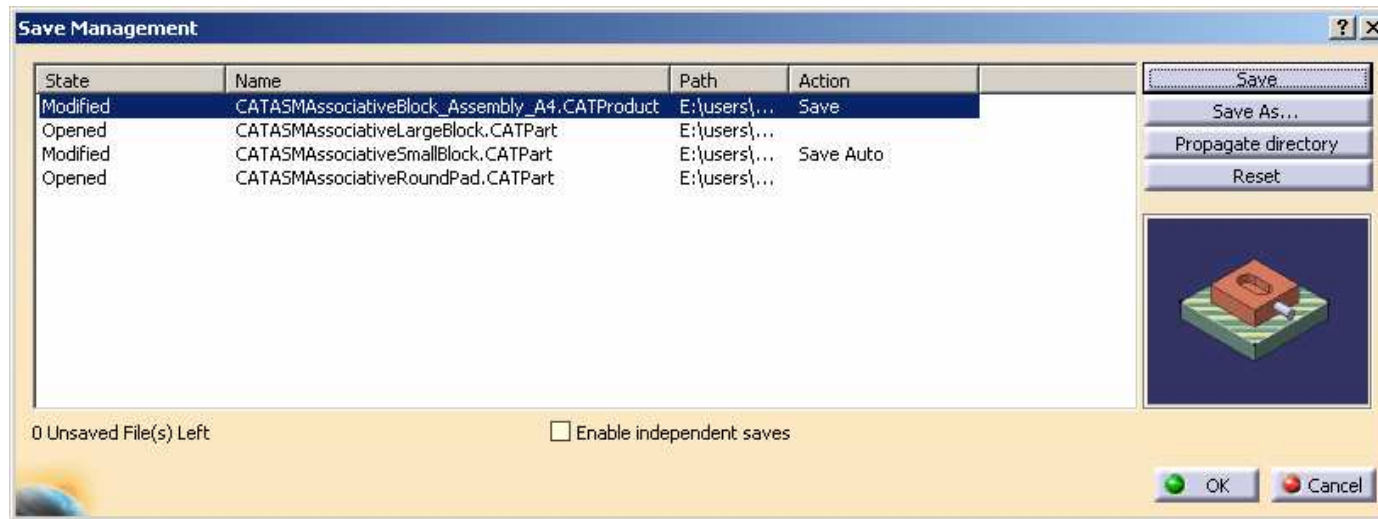 Save Management
State Name Path Action
Modified CATASMAssociativeBlock_Assembly_A4.CATProduct E:\users\... Save
Opened CATASMAssociativeLargeBlock.CATPart E:\users\...
Modified CATASMAssociativeSmallBlock.CATPart E:\users\... Save Auto
Opened CATASMAssociativeRoundPad.CATPart E:\users\...
Save
Save As...
Propagate directory
Reset
0 Unsaved File(s) Left
Enable independent saves
OK
Cancel